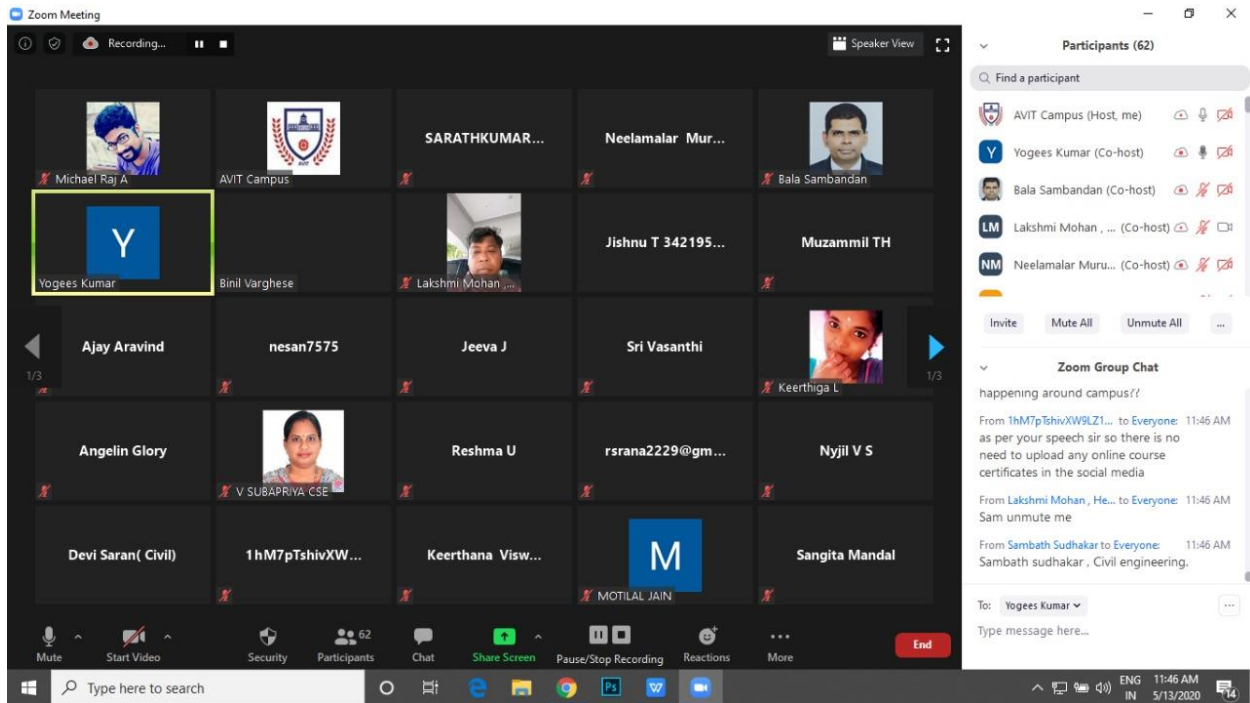 Zoom Meeting
Recording...
Speaker View
Michael Raj A
AVIT
AVIT Campus
SARATHKUMAR...
Neelamalar Mur...
Bala Sambandan
Y
Yogees Kumar
Binil Varghese
Lakshmi Mohan ,...
Jishnu T 342195...
Muzammil TH
1/3
Ajay Aravind
nesan7575
Jeeva J
Sri Vasanthi
Keerthiga L
1/3
Angelin Glory
V SUBAPRIYA CSE
Reshma U
rsrana2229@gm...
Nyjil V S
Devi Saran( Civil)
1hM7pTshivXW...
Keerthana Visw...
M
MOTILAL JAIN
Sangita Mandal
Mute
Start Video
Security
62
Participants
Chat
Share Screen
Pause/Stop Recording
Reactions
More
End
Participants (62)
Find a participant
AVIT Campus (Host, me)
Y
Yogees Kumar (Co-host)
Bala Sambandan (Co-host)
LM
Lakshmi Mohan , ... (Co-host)
NM
Neelamalar Muru... (Co-host)
Invite
Mute All
Unmute All
...
Zoom Group Chat
happening around campus??
From 1hM7pTshivXW9LZ1... to Everyone: 11:46 AM
as per your speech sir so there is no
need to upload any online course
certificates in the social media
From Lakshmi Mohan , He... to Everyone: 11:46 AM
Sam unmute me
From Sambath Sudhakar to Everyone: 11:46 AM
Sambath sudhakar , Civil engineering.
To: Yogees Kumar
Type message here...
Type here to search
Ps
ENG
IN
11:46 AM
5/13/2020
14